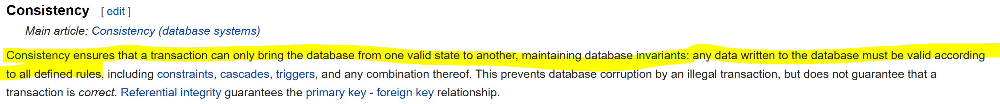 Consistency [ edit ]
Main article: Consistency (database systems)
Consistency ensures that a transaction can only bring the database from one valid state to another, maintaining database invariants: any data written to the database must be valid according
to all defined rules, including constraints, cascades, triggers, and any combination thereof. This prevents database corruption by an illegal transaction, but does not guarantee that a
transaction is correct. Referential integrity guarantees the primary key - foreign key relationship.